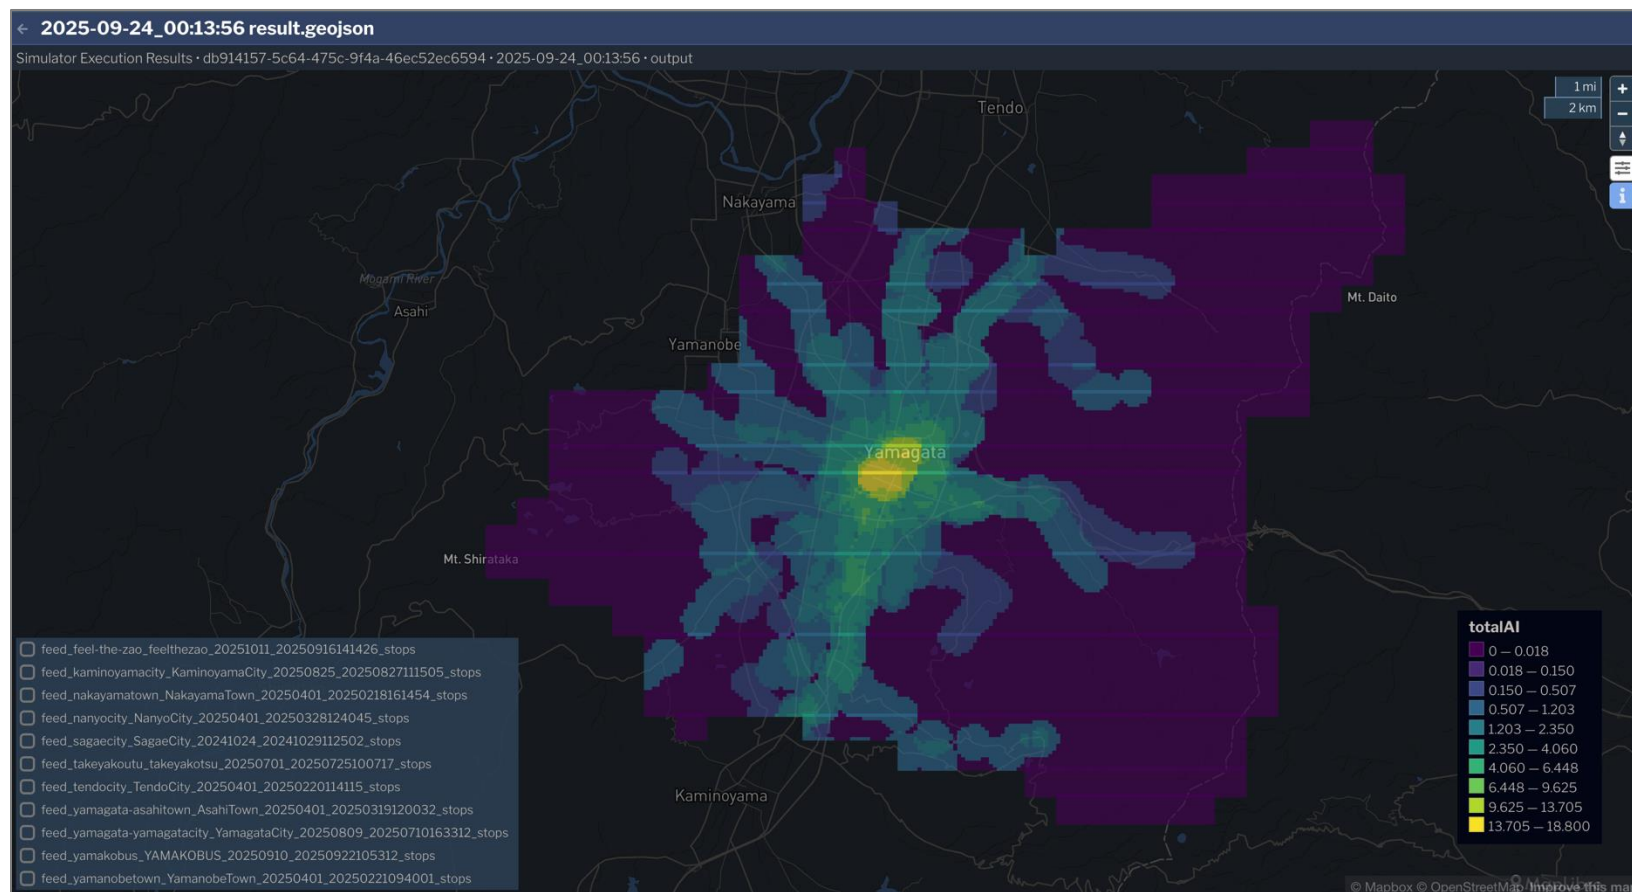 ← 2025-09-24_00:13:56 result.geojson
Simulator Execution Results • db914157-5c64-475c-9f4a-46ec52ec6594 • 2025-09-24_00:13:56 • output
1 mi
2 km
+
−
i
Tendo
Nakayama
Mogami River
Asahi
Mt. Daito
Yamanobe
Yamagata
Mt. Shirataka
Kaminoyama
feed_feel-the-zao_feelthezao_20251011_20250916141426_stops
feed_kaminoyamacity_KaminoyamaCity_20250825_20250827111505_stops
feed_nakayamatown_NakayamaTown_20250401_20250218161454_stops
feed_nanyocity_NanyoCity_20250401_20250328124045_stops
feed_sagaecity_SagaeCity_20241024_20241029112502_stops
feed_takeyakoutu_takeyakotsu_20250701_20250725100717_stops
feed_tendocity_TendoCity_20250401_20250220114115_stops
feed_yamagata-asahitown_AsahiTown_20250401_20250319120032_stops
feed_yamagata-yamagatacity_YamagataCity_20250809_20250710163312_stops
feed_yamakobus_YAMAKOBUS_20250910_20250922105312_stops
feed_yamanobetown_YamanobeTown_20250401_20250221094001_stops
totalAI
0 — 0.018
0.018 — 0.150
0.150 — 0.507
0.507 — 1.203
1.203 — 2.350
2.350 — 4.060
4.060 — 6.448
6.448 — 9.625
9.625 — 13.705
13.705 — 18.800
© Mapbox © OpenStreetMap Improve this map